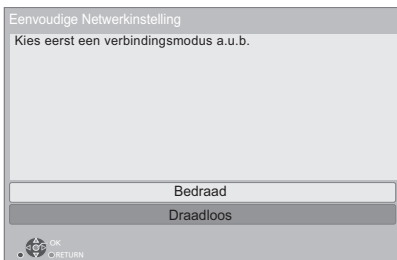 Eenvoudige Netwerkinstelling
Kies eerst een verbindingsmodus a.u.b.
Bedraad
Draadloos
OK
RETURN